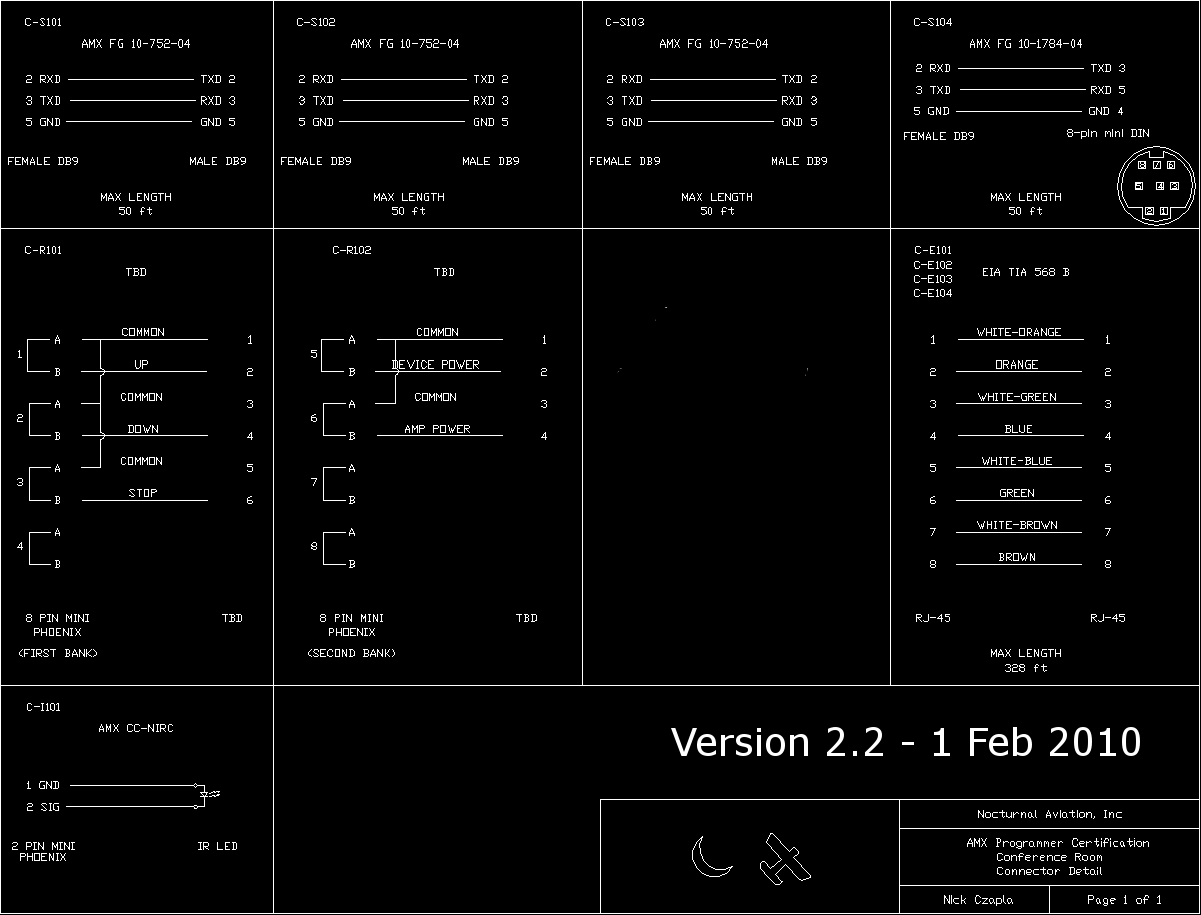 C-S101
AMX FG 10-752-04
2 RXD TXD 2
3 TXD RXD 3
5 GND GND 5
FEMALE DB9 MALE DB9
MAX LENGTH
50 ft
C-S102
AMX FG 10-752-04
2 RXD TXD 2
3 TXD RXD 3
5 GND GND 5
FEMALE DB9 MALE DB9
MAX LENGTH
50 ft
C-S103
AMX FG 10-752-04
2 RXD TXD 2
3 TXD RXD 3
5 GND GND 5
FEMALE DB9 MALE DB9
MAX LENGTH
50 ft
C-S104
AMX FG 10-1784-04
2 RXD TXD 3
3 TXD RXD 5
5 GND GND 4
FEMALE DB9 8-pin mini DIN
8 7 6
5 4 3
2 1
MAX LENGTH
50 ft
C-R101
TBD
COMMON
1 A 1
UP
B 2
COMMON
2 A 3
DOWN
B 4
COMMON
3 A 5
STOP
B 6
4 A
B
8 PIN MINI TBD
PHOENIX
(FIRST BANK)
C-R102
TBD
COMMON
5 A 1
DEVICE POWER
B 2
COMMON
6 A 3
AMP POWER
B 4
7 A
B
8 A
B
8 PIN MINI TBD
PHOENIX
(SECOND BANK)
C-E101
C-E102
C-E103
C-E104
EIA TIA 568 B
1 WHITE-ORANGE 1
2 ORANGE 2
3 WHITE-GREEN 3
4 BLUE 4
5 WHITE-BLUE 5
6 GREEN 6
7 WHITE-BROWN 7
8 BROWN 8
RJ-45 RJ-45
MAX LENGTH
328 ft
C-I101
AMX CC-NIRC
1 GND
2 SIG
2 PIN MINI IR LED
PHOENIX
Version 2.2 - 1 Feb 2010
Nocturnal Aviation, Inc
AMX Programmer Certification
Conference Room
Connector Detail
Nick Czapla Page 1 of 1